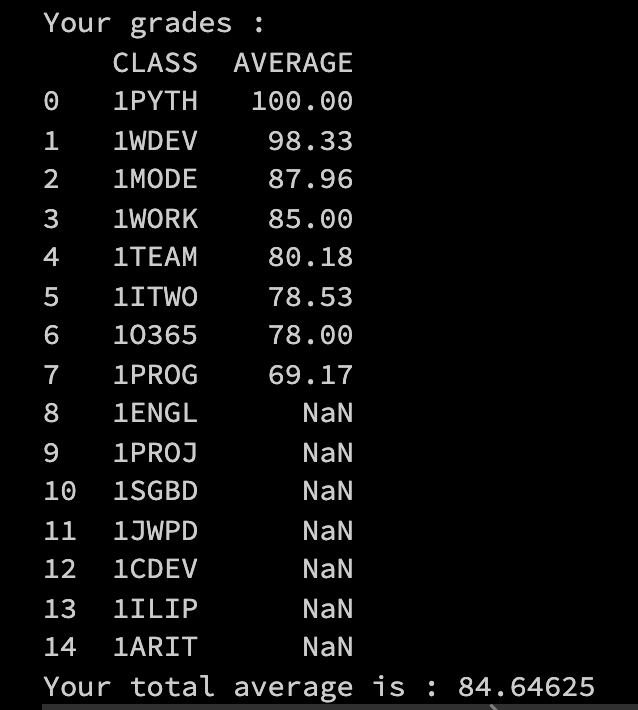 Your grades :
CLASS AVERAGE
0 1PYTH 100.00
1 1WDEV 98.33
2 1MODE 87.96
3 1WORK 85.00
4 1TEAM 80.18
5 1ITWO 78.53
6 1O365 78.00
7 1PROG 69.17
8 1ENGL NaN
9 1PROJ NaN
10 1SGBD NaN
11 1JWPD NaN
12 1CDEV NaN
13 1ILIP NaN
14 1ARIT NaN
Your total average is : 84.64625